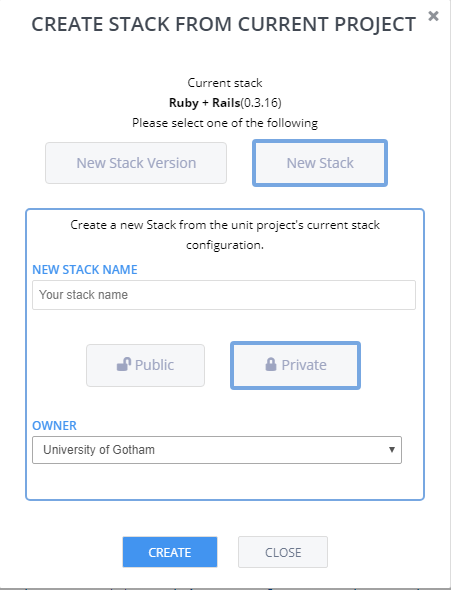 CREATE STACK FROM CURRENT PROJECT
Current stack
Ruby + Rails(0.3.16)
Please select one of the following
New Stack Version
New Stack
Create a new Stack from the unit project's current stack
configuration.
NEW STACK NAME
Your stack name
Public
Private
OWNER
University of Gotham
CREATE
CLOSE